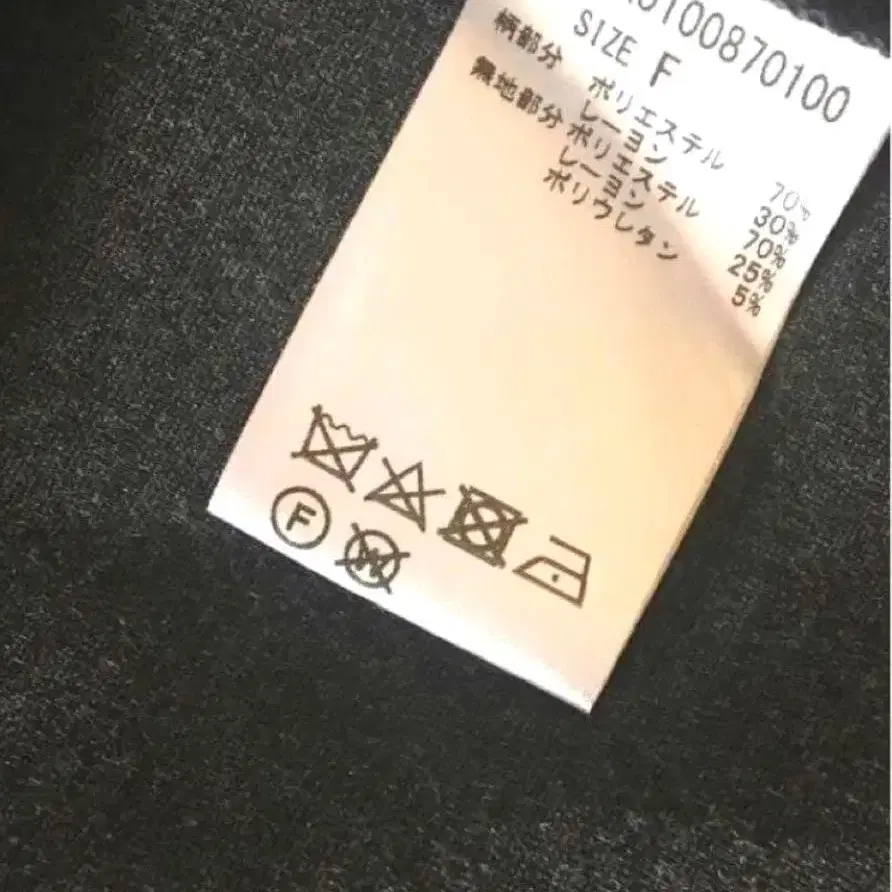 0100870100
SIZE F
柄部分 ポリエステル 70%
レーヨン 30%
無地部分 ポリエステル 70%
レーヨン 25%
ポリウレタン 5%
F
W